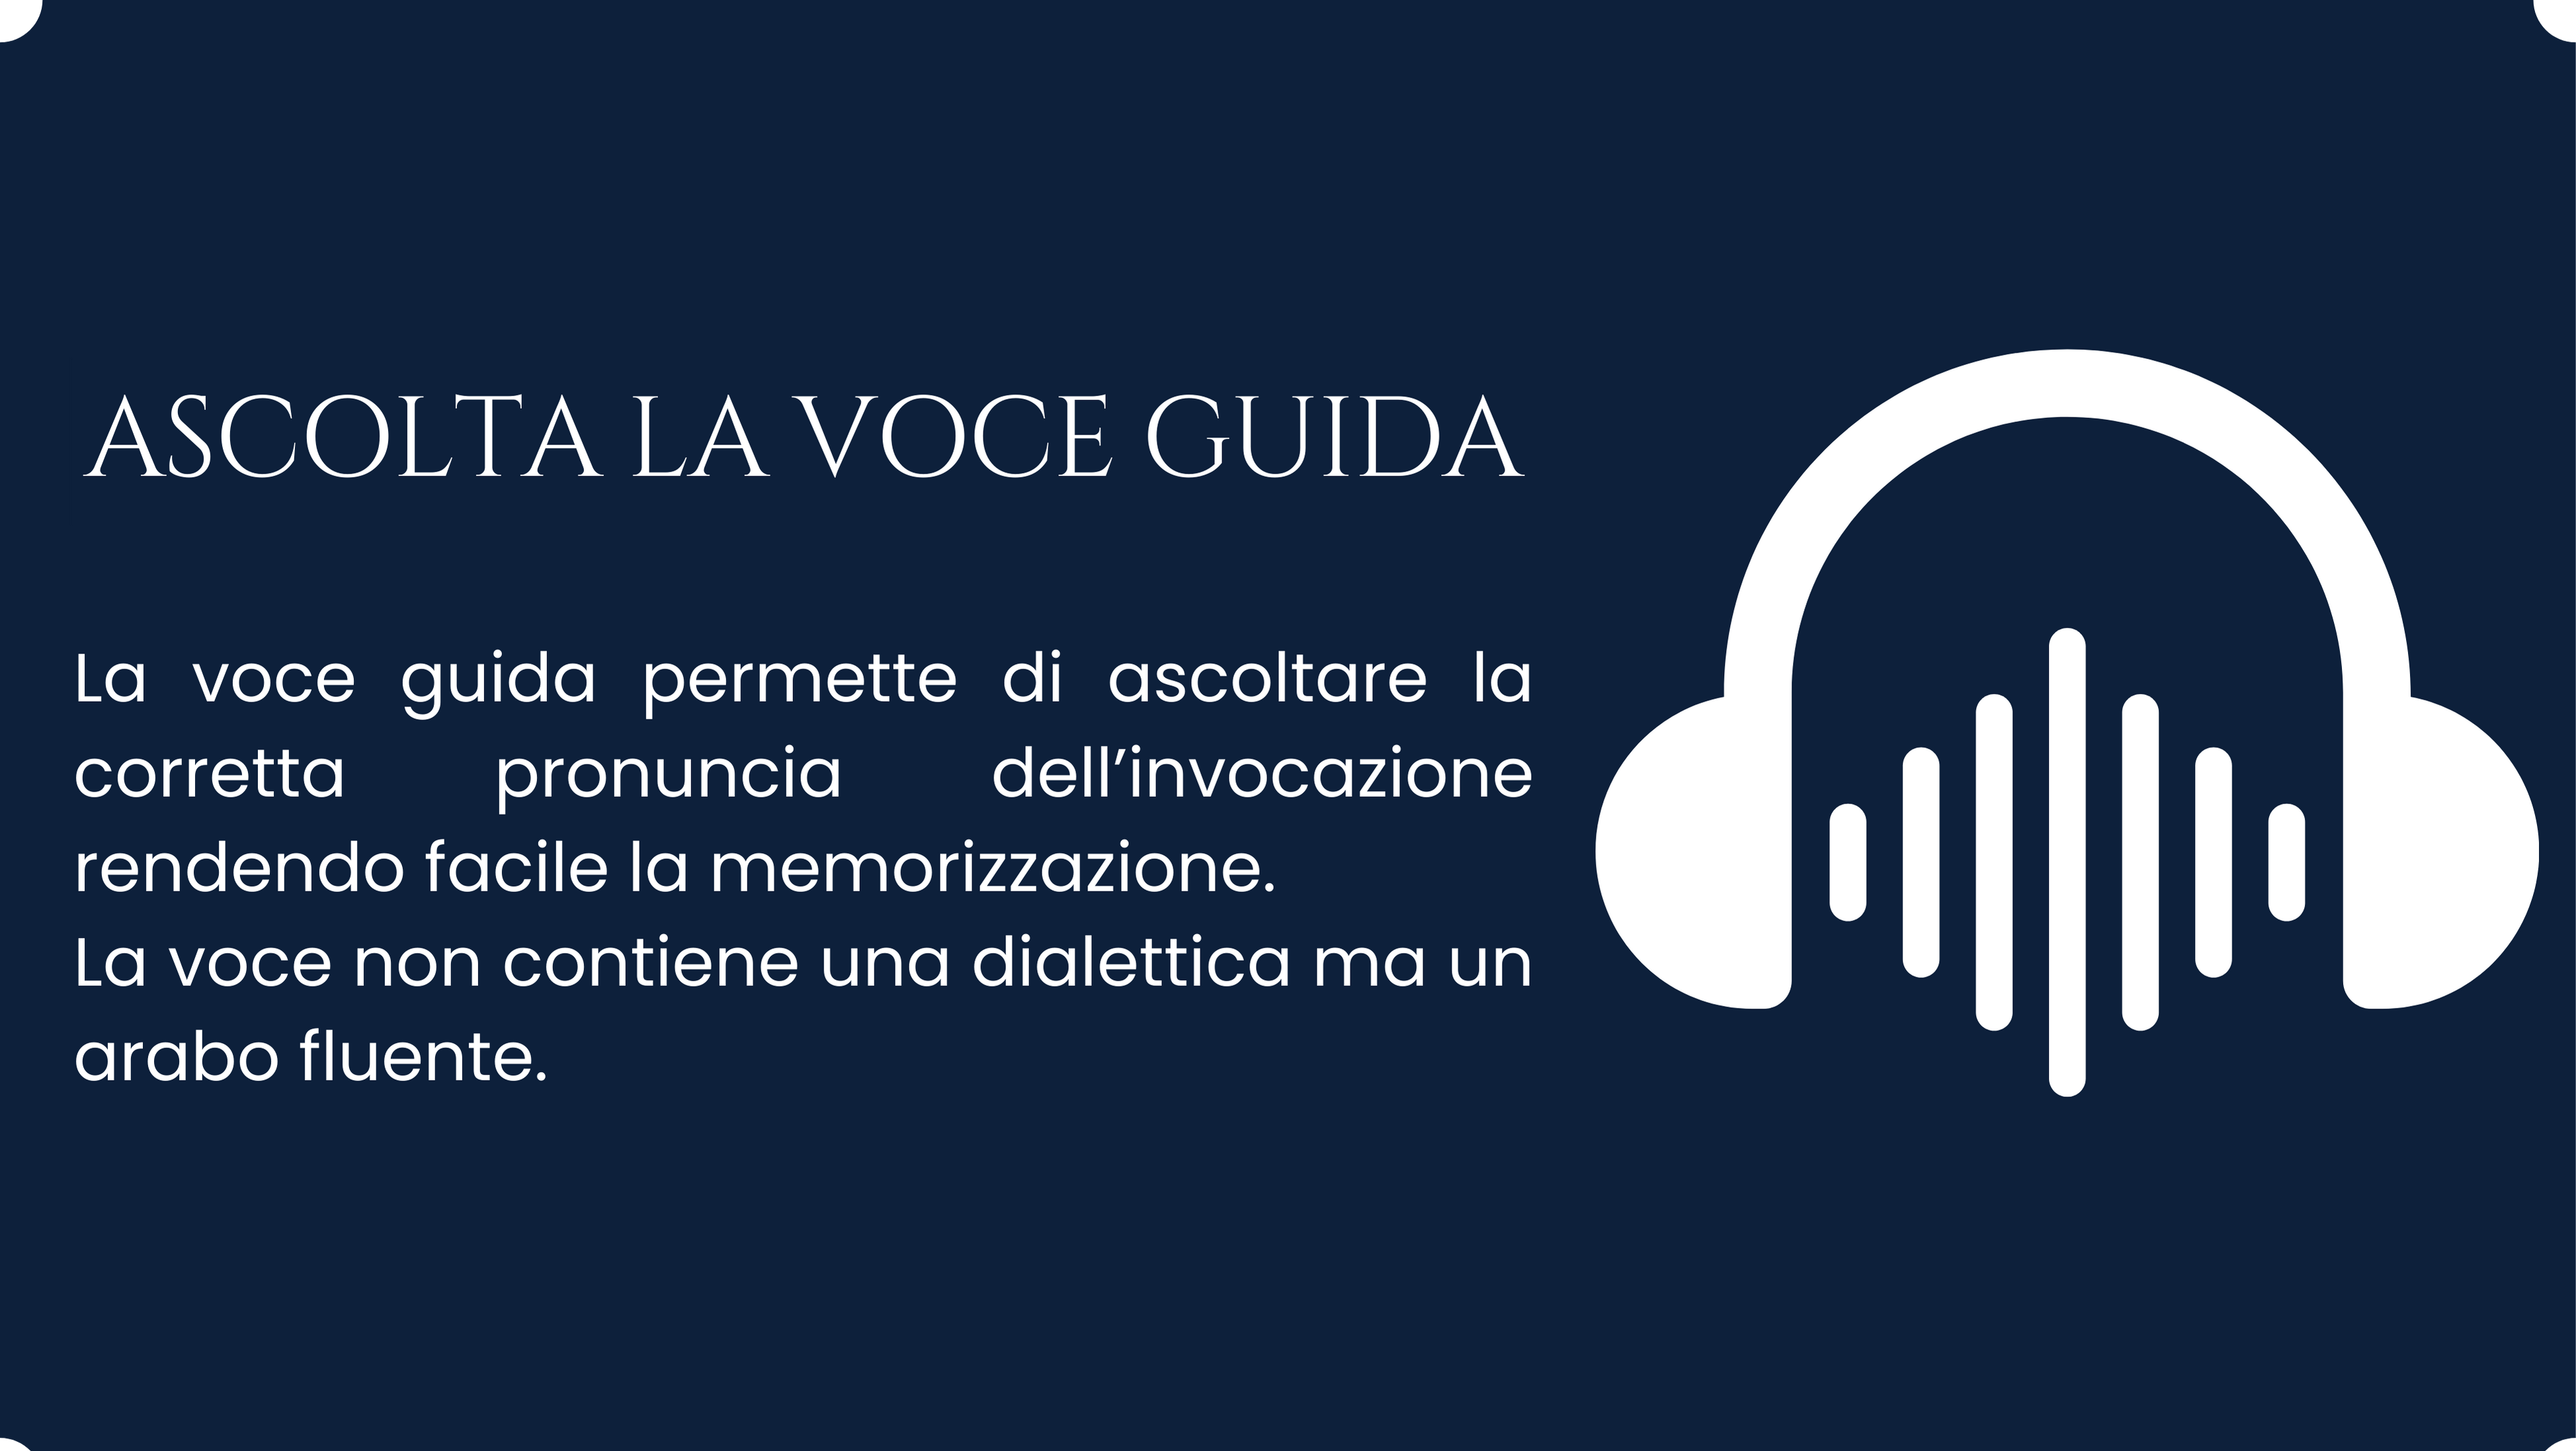 ASCOLTA LA VOCE GUIDA
La voce guida permette di ascoltare la
corretta pronuncia dell’invocazione
rendendo facile la memorizzazione.
La voce non contiene una dialettica ma un
arabo fluente.